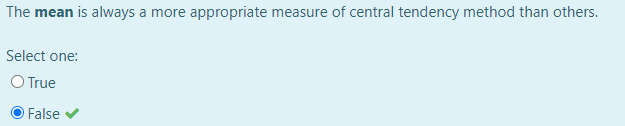 The mean is always a more appropriate measure of central tendency method than others.
Select one:
True
False